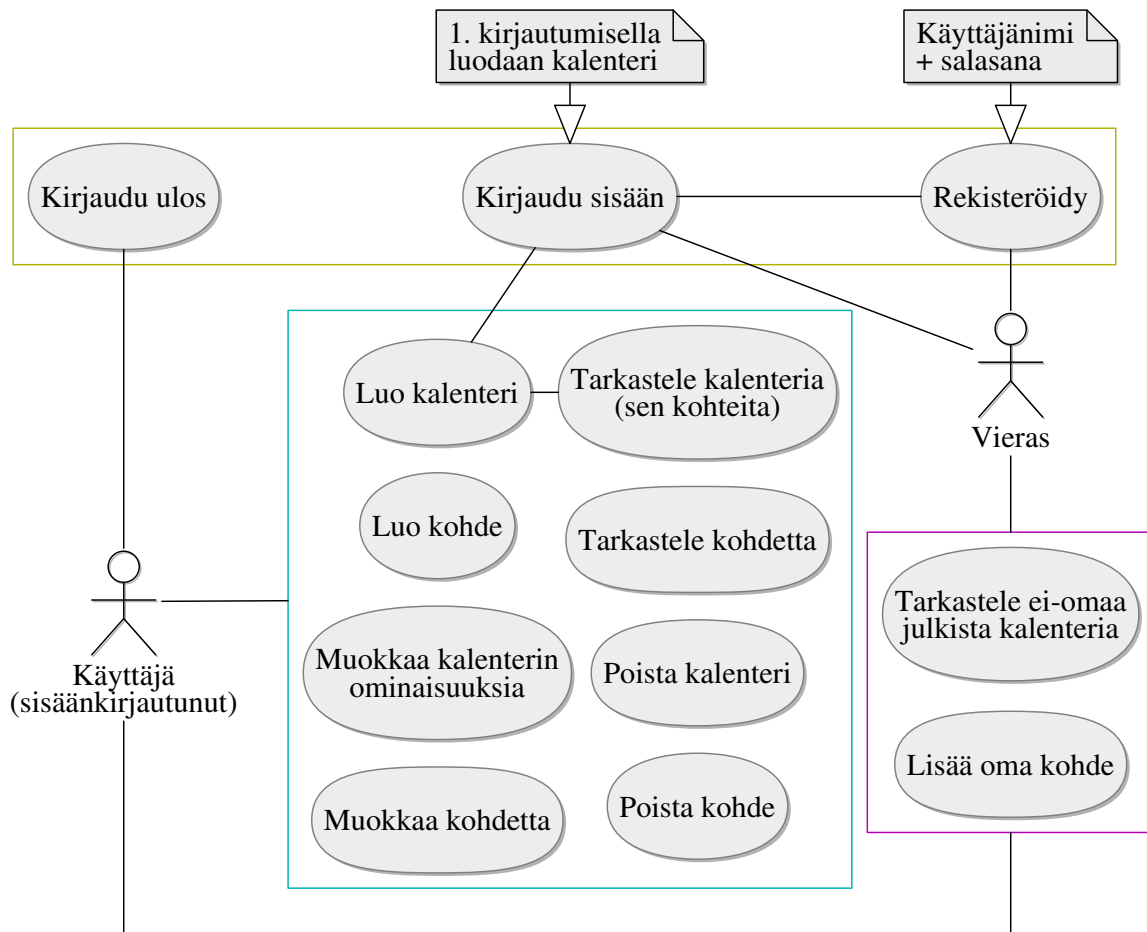 1. kirjautumisella
luodaan kalenteri
Käyttäjänimi
+ salasana
Kirjaudu ulos
Kirjaudu sisään
Rekisteröidy
Luo kalenteri
Tarkastele kalenteria
(sen kohteita)
Vieras
Luo kohde
Tarkastele kohdetta
Käyttäjä
(sisäänkirjautunut)
Muokkaa kalenterin
ominaisuuksia
Poista kalenteri
Tarkastele ei-omaa
julkista kalenteria
Muokkaa kohdetta
Poista kohde
Lisää oma kohde